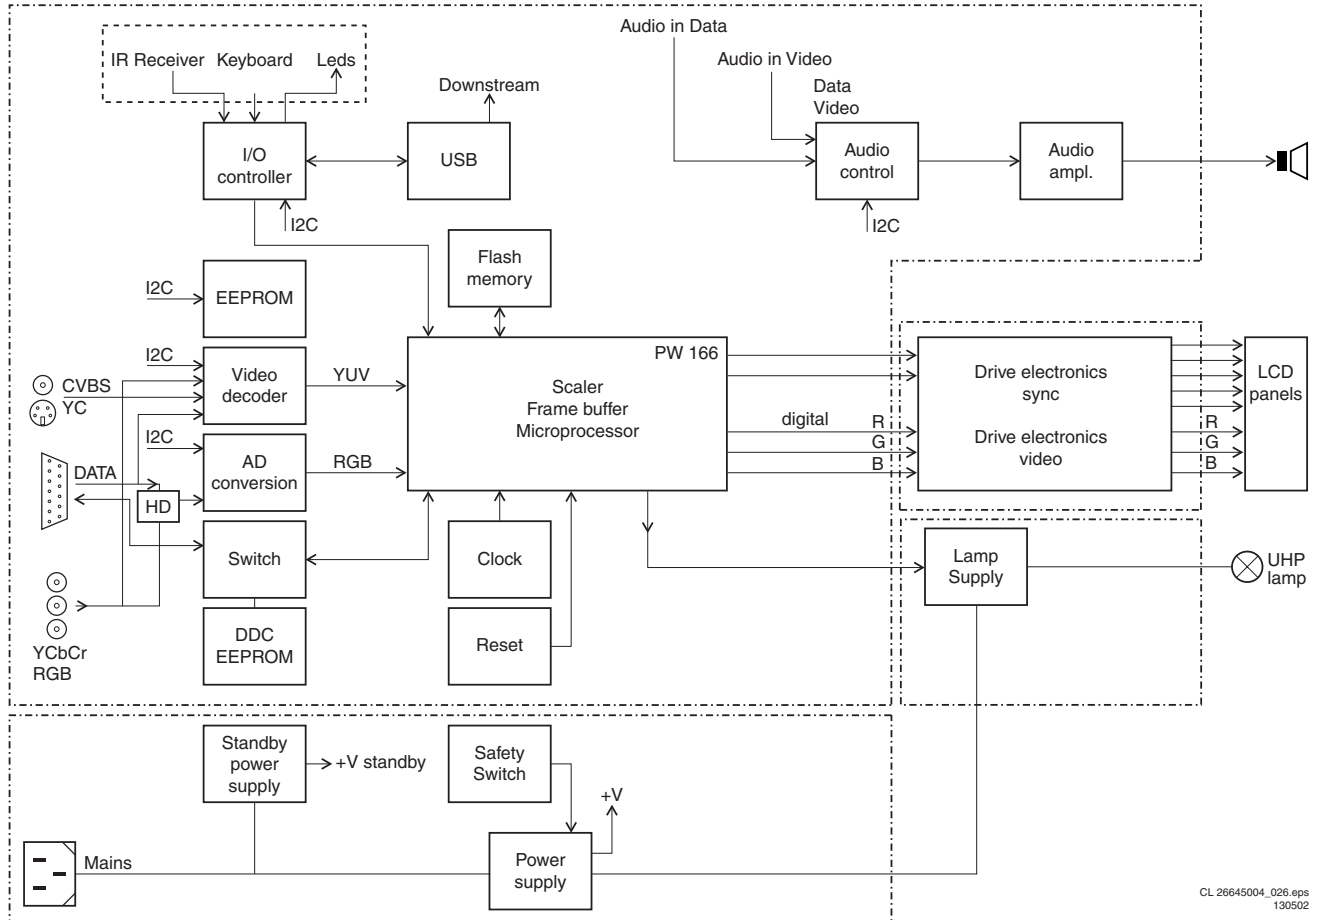 Audio in Data
Audio in Video
IR Receiver
Keyboard
Leds
Downstream
Data
Video
I/O
controller
USB
Audio
control
Audio
ampl.
I2C
I2C
Flash
memory
I2C
EEPROM
PW 166
I2C
Video
decoder
YUV
Scaler
Frame buffer
Microprocessor
Drive electronics
sync
LCD
panels
CVBS
YC
digital
R
G
B
Drive electronics
video
R
G
B
I2C
AD
conversion
RGB
DATA
HD
Switch
Clock
Lamp
Supply
UHP
lamp
DDC
EEPROM
Reset
YCbCr
RGB
Standby
power
supply
+V standby
Safety
Switch
+V
Mains
Power
supply
CL 26645004_026.eps
130502